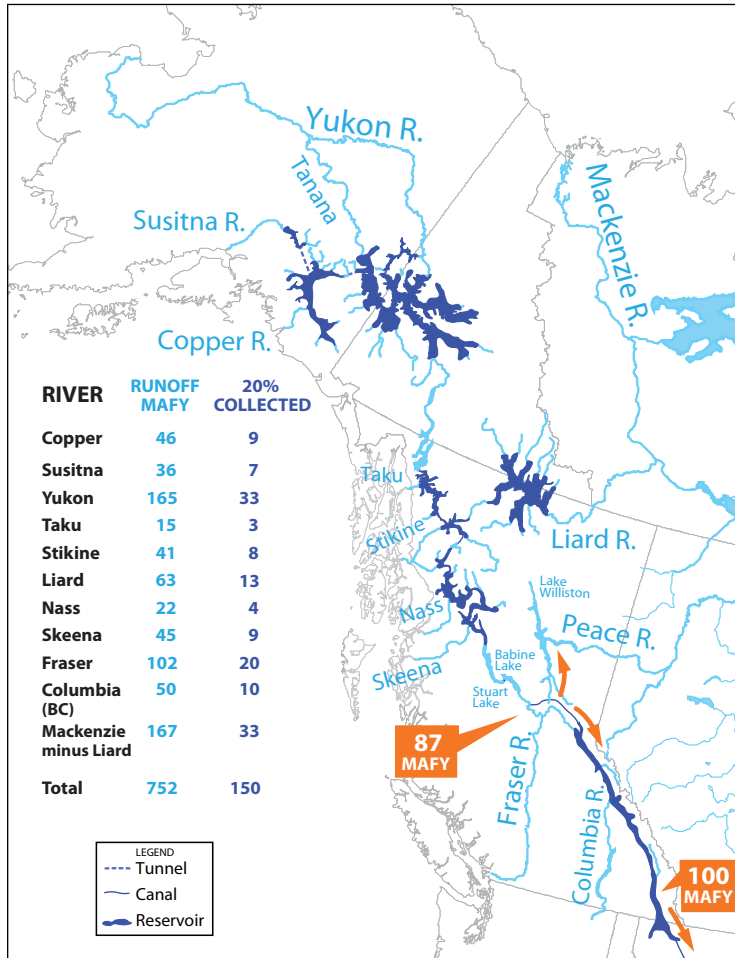 Yukon R.
Tanana
Mackenzie R.
Susitna R.
Copper R.
RIVER RUNOFF MAFY 20% COLLECTED
Copper 46 9
Susitna 36 7
Yukon 165 33
Taku 15 3
Stikine 41 8
Liard 63 13
Nass 22 4
Skeena 45 9
Fraser 102 20
Columbia (BC) 50 10
Mackenzie minus Liard 167 33
Total 752 150
Taku
Stikine
Liard R.
Lake
Williston
Nass
Peace R.
Babine
Lake
Skeena
Stuart
Lake
87
MAFY
Fraser R.
Columbia R.
100
MAFY
LEGEND
Tunnel
Canal
Reservoir